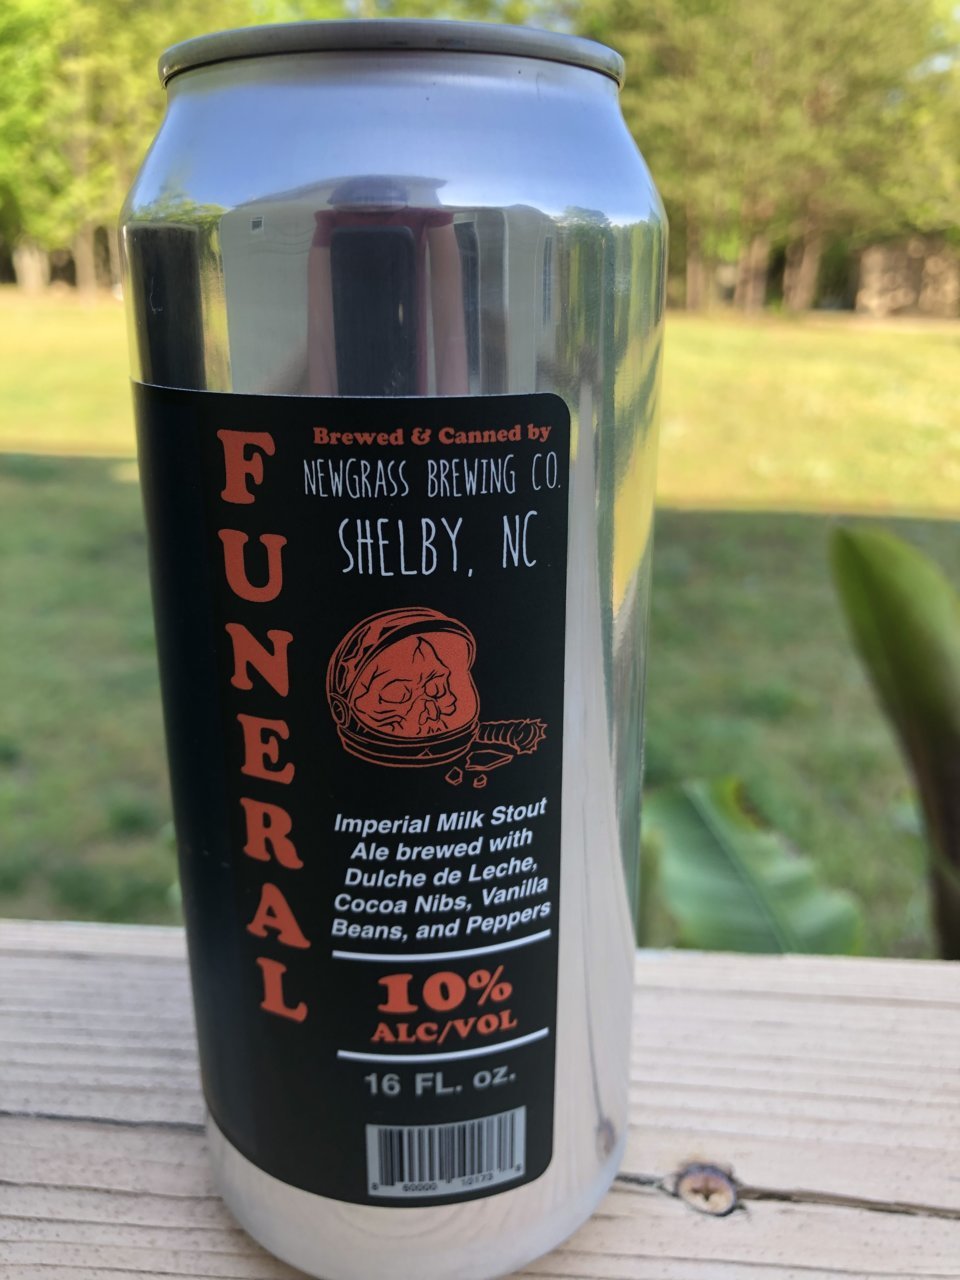 FUNERAL
Brewed & Canned by
NEWGRASS BREWING CO.
SHELBY, NC
Imperial Milk Stout
Ale brewed with
Dulche de Leche,
Cocoa Nibs, Vanilla
Beans, and Peppers
10%
ALC/VOL
16 FL. oz.